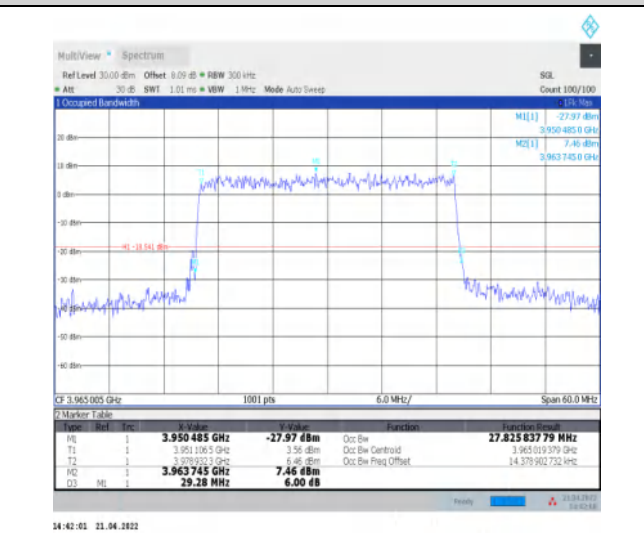 MultiView Spectrum
Ref Level 30.00 dBm Offset 8.09 dB RBW 300 kHz SGL
Att 30 dB SWT 1.01 ms VBW 1 MHz Mode Auto Sweep Count 100/100
1 Occupied Bandwidth 1Pk Max
M1[1] -27.97 dBm
3.950 485 0 GHz
M2[1] 7.46 dBm
3.963 745 0 GHz
20 dBm
10 dBm
0 dBm
-10 dBm
H1 -18.541 dBm
-20 dBm
-30 dBm
-40 dBm
-50 dBm
-60 dBm
CF 3.965 005 GHz 1001 pts 6.0 MHz/ Span 60.0 MHz
2 Marker Table
Type Ref Trc X-Value Y-Value Function Function Result
M1 1 3.950 485 GHz -27.97 dBm Occ Bw 27.825 837 79 MHz
T1 1 3.951 106 5 GHz 3.56 dBm Occ Bw Centroid 3.965 019 379 GHz
T2 1 3.978 932 3 GHz 6.46 dBm Occ Bw Freq Offset 14.378 902 732 kHz
M2 1 3.963 745 GHz 7.46 dBm
D3 M1 1 29.28 MHz 6.00 dB
Ready 21.04.2022
14:42:01 21.04.2022